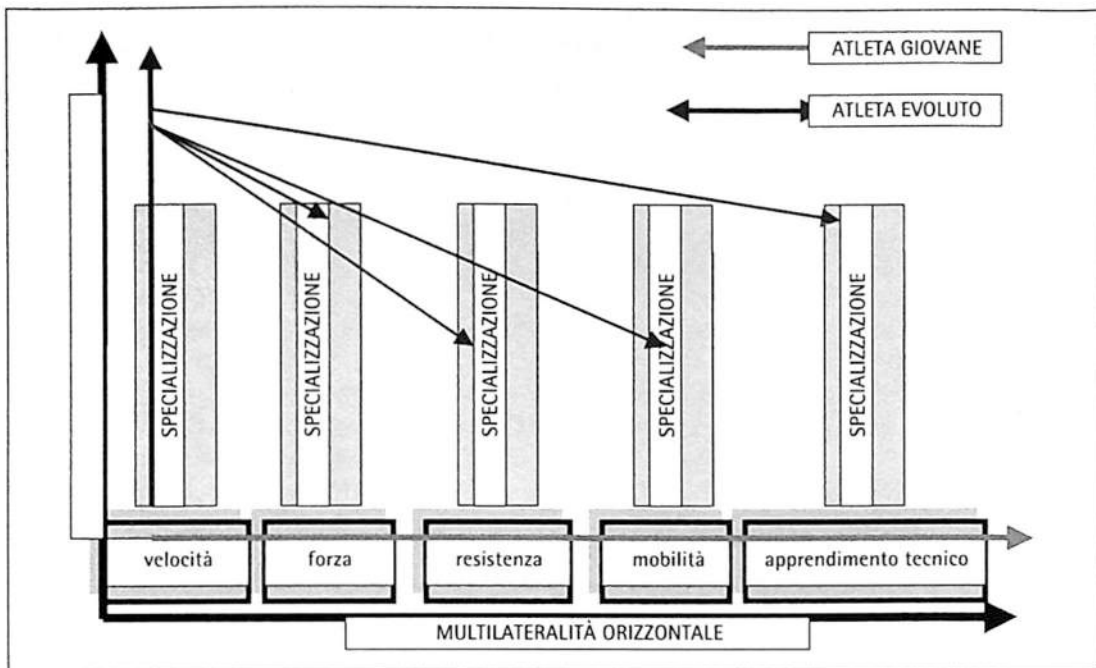 ATLETA GIOVANE
ATLETA EVOLUTO
SPECIALIZZAZIONE
SPECIALIZZAZIONE
SPECIALIZZAZIONE
SPECIALIZZAZIONE
SPECIALIZZAZIONE
velocità
forza
resistenza
mobilità
apprendimento tecnico
MULTILATERALITÀ ORIZZONTALE